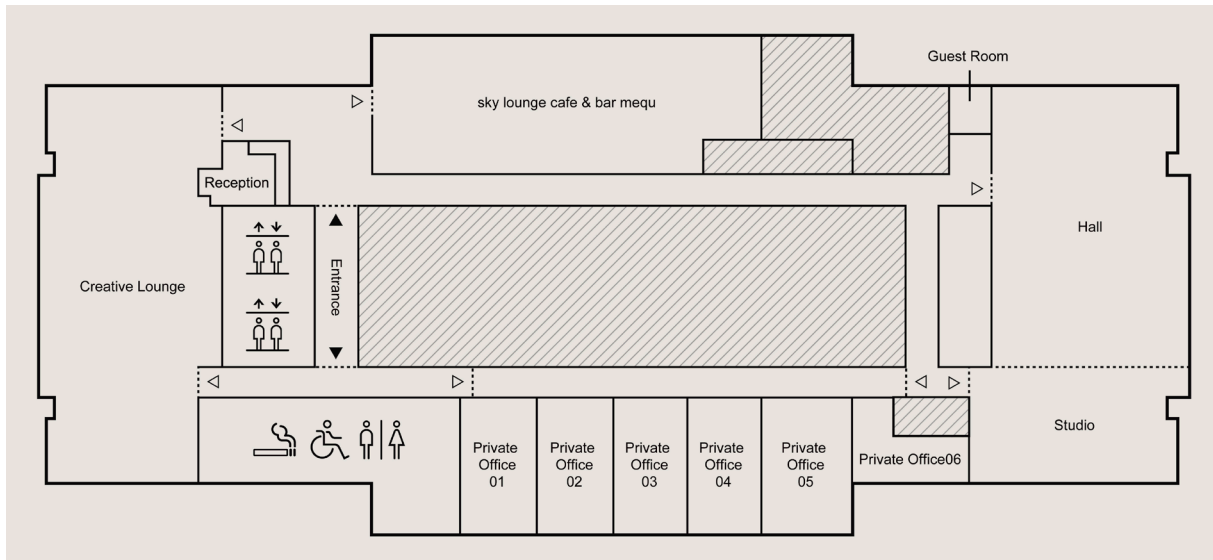 Guest Room
sky lounge cafe & bar mequ
Reception
Hall
Entrance
Creative Lounge
Studio
Private
Office
01
Private
Office
02
Private
Office
03
Private
Office
04
Private
Office
05
Private Office06